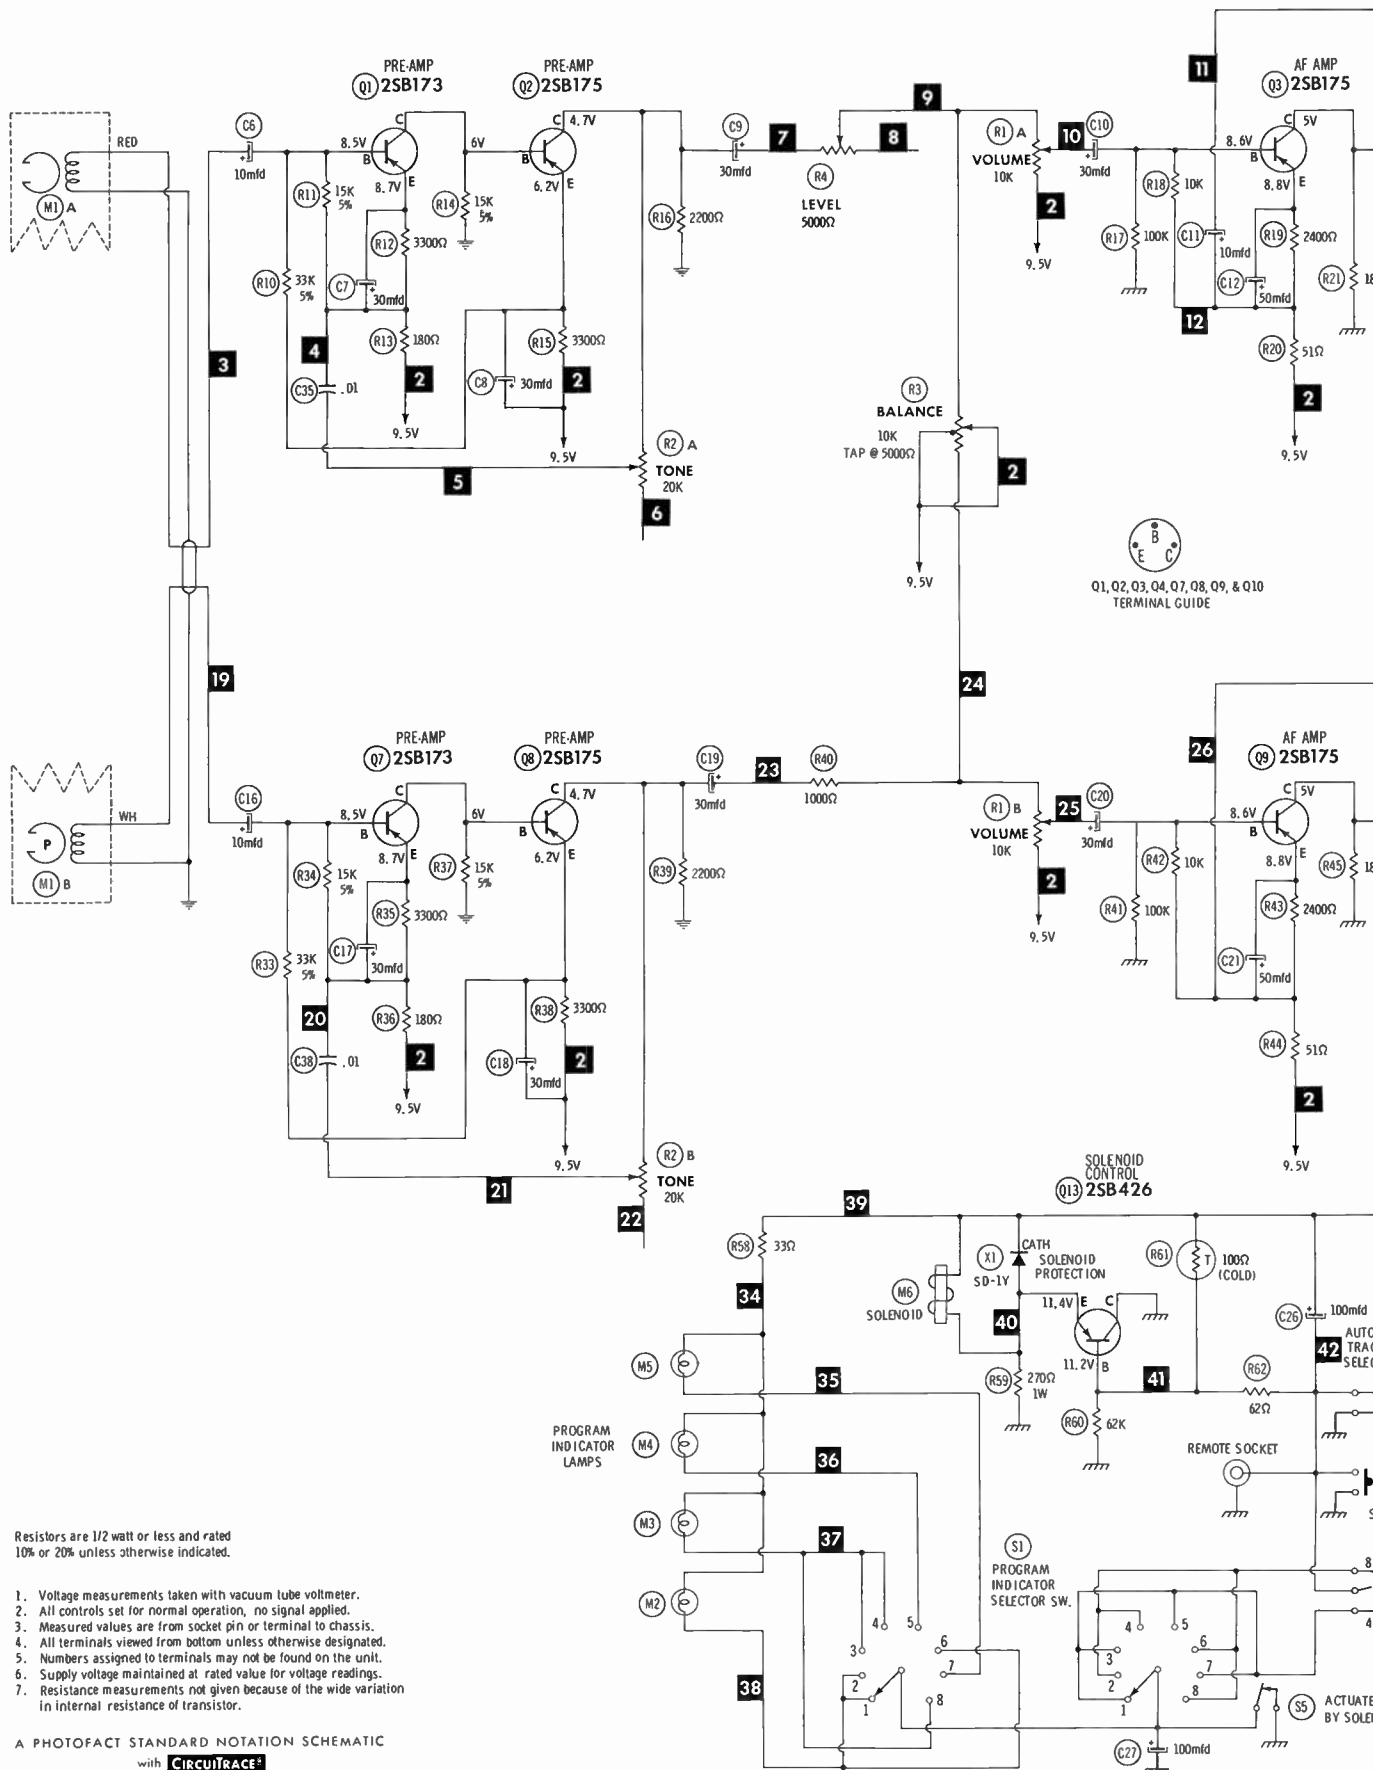 PRE-AMP
Q1 2SB173
PRE-AMP
Q2 2SB175
11
AF AMP
Q3 2SB175
RED
M1 A
C6
10mfd
8.5V
B
C
E
8.7V
6V
B
C
4.7V
6.2V
E
C9
30mfd
7
9
8
R4
LEVEL
5000Ω
R1 A
VOLUME
10K
10
C10
30mfd
2
9.5V
8.6V
B
C
5V
8.8V
E
R11
15K
5%
R14
15K
5%
R12
3300Ω
R16
2200Ω
R18
10K
R17
100K
C11
10mfd
R19
2400Ω
C12
50mfd
R21
18
R10
33K
5%
C7
30mfd
R13
180Ω
R15
3300Ω
12
R20
51Ω
3
4
2
C8
30mfd
2
C35
.01
9.5V
9.5V
R3
BALANCE
10K
TAP @ 5000Ω
2
9.5V
2
9.5V
R2 A
TONE
20K
5
6
B
E C
Q1, Q2, Q3, Q4, Q7, Q8, Q9, & Q10
TERMINAL GUIDE
19
24
PRE-AMP
Q7 2SB173
PRE-AMP
Q8 2SB175
26
AF AMP
Q9 2SB175
WH
P
M1 B
C16
10mfd
8.5V
B
C
E
8.7V
6V
B
C
4.7V
6.2V
E
C19
30mfd
23
R40
1000Ω
R1 B
VOLUME
10K
25
C20
30mfd
2
9.5V
8.6V
B
C
5V
8.8V
E
R34
15K
5%
R37
15K
5%
R35
3300Ω
R39
2200Ω
R42
10K
R41
100K
R43
2400Ω
R45
18
C21
50mfd
R33
33K
5%
C17
30mfd
20
R36
180Ω
R38
3300Ω
R44
51Ω
C38
.01
2
C18
30mfd
2
2
9.5V
9.5V
9.5V
R2 B
TONE
20K
21
22
SOLENOID
CONTROL
Q13 2SB426
39
R58
33Ω
X1
SD-1Y
CATH
SOLENOID
PROTECTION
R61
T
100Ω
(COLD)
34
M6
SOLENOID
40
11.4V
E
C
11.2V
B
C26
100mfd
42
AUTO
TRAC
SELEC
M5
35
R59
270Ω
1W
41
R62
62Ω
R60
62K
PROGRAM
INDICATOR
LAMPS
M4
36
REMOTE SOCKET
S
M3
37
S1
PROGRAM
INDICATOR
SELECTOR SW.
M2
8
4
38
4
5
3
6
2
7
1
8
4
5
3
6
2
7
1
8
S5
ACTUATE
BY SOLE
C27
100mfd
Resistors are 1/2 watt or less and rated
10% or 20% unless otherwise indicated.
1. Voltage measurements taken with vacuum tube voltmeter.
2. All controls set for normal operation, no signal applied.
3. Measured values are from socket pin or terminal to chassis.
4. All terminals viewed from bottom unless otherwise designated.
5. Numbers assigned to terminals may not be found on the unit.
6. Supply voltage maintained at rated value for voltage readings.
7. Resistance measurements not given because of the wide variation
in internal resistance of transistor.
A PHOTOFACT STANDARD NOTATION SCHEMATIC
with CIRCUITRACE®